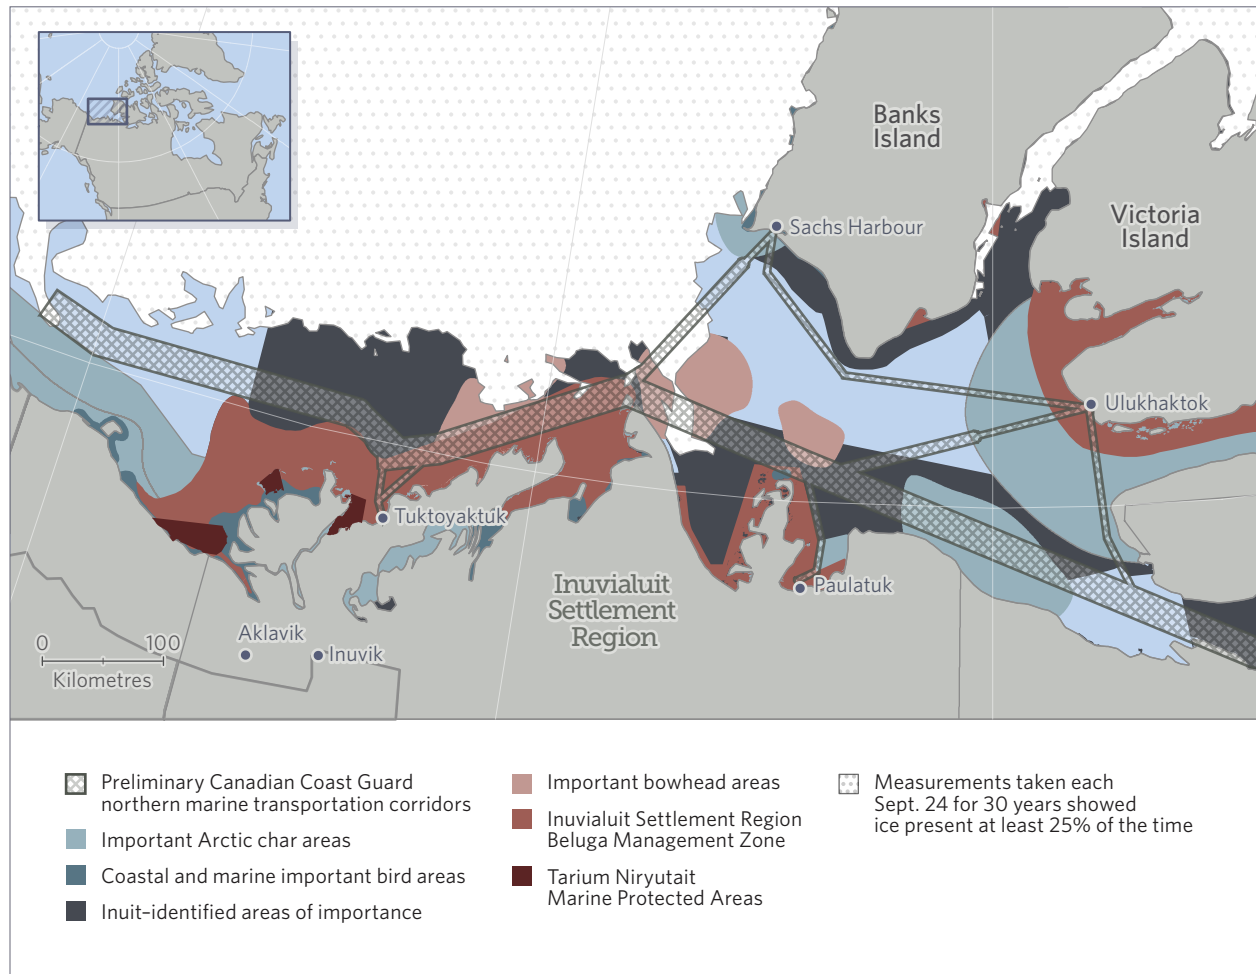 Banks
Island
Victoria
Island
Sachs Harbour
Ulukhaktok
Tuktoyaktuk
Inuvialuit
Settlement
Region
Paulatuk
Aklavik
Inuvik
0 100
Kilometres
Preliminary Canadian Coast Guard
northern marine transportation corridors
Important Arctic char areas
Coastal and marine important bird areas
Inuit–identified areas of importance
Important bowhead areas
Inuvialuit Settlement Region
Beluga Management Zone
Tarium Niryutait
Marine Protected Areas
Measurements taken each
Sept. 24 for 30 years showed
ice present at least 25% of the time